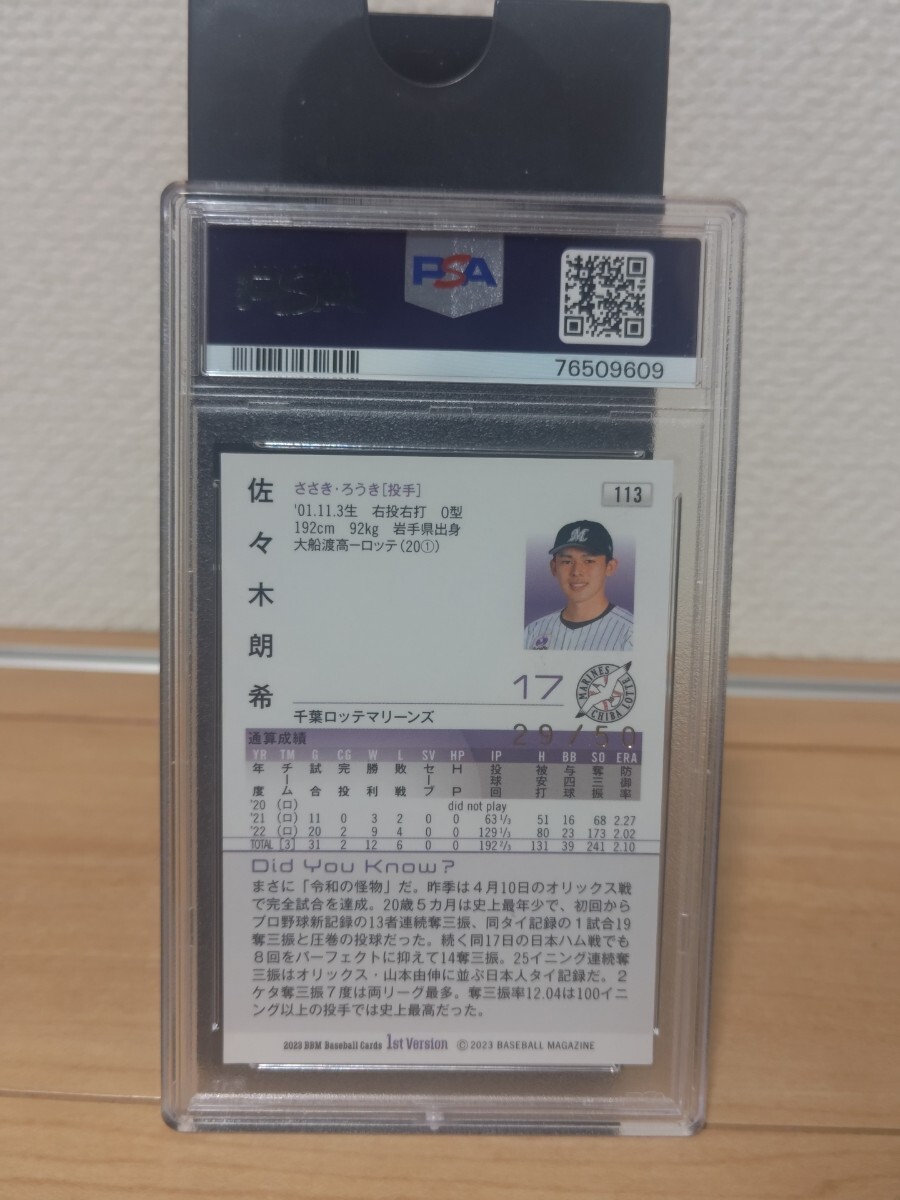 PSA
PSA
76509609
佐々木朗希
ささき・ろうき[投手]
113
'01.11.3生 右投右打 O型
192cm 92kg 岩手県出身
大船渡高ーロッテ(20①)
M
17
MARINES
CHIBA LOTTE
千葉ロッテマリーンズ
29/50
通算成績
YR TM G CG W L SV HP IP H BB SO ERA
年度 チーム 試合 完投 勝利 敗戦 セーブ HP 投球回 被安打 与四球 奪三振 防御率
'20 (ロ) did not play
'21 (ロ) 11 0 3 2 0 0 63 1/3 51 16 68 2.27
'22 (ロ) 20 2 9 4 0 0 129 1/3 80 23 173 2.02
TOTAL [3] 31 2 12 6 0 0 192 2/3 131 39 241 2.10
Did You Know?
まさに「令和の怪物」だ。昨季は4月10日のオリックス戦
で完全試合を達成。20歳5カ月は史上最年少で、初回から
プロ野球新記録の13者連続奪三振、同タイ記録の1試合19
奪三振と圧巻の投球だった。続く同17日の日本ハム戦でも
8回をパーフェクトに抑えて14奪三振。25イニング連続奪
三振はオリックス・山本由伸に並ぶ日本人タイ記録だ。2
ケタ奪三振7度は両リーグ最多。奪三振率12.04は100イニ
ング以上の投手では史上最高だった。
2023 BBM Baseball Cards 1st Version ©2023 BASEBALL MAGAZINE